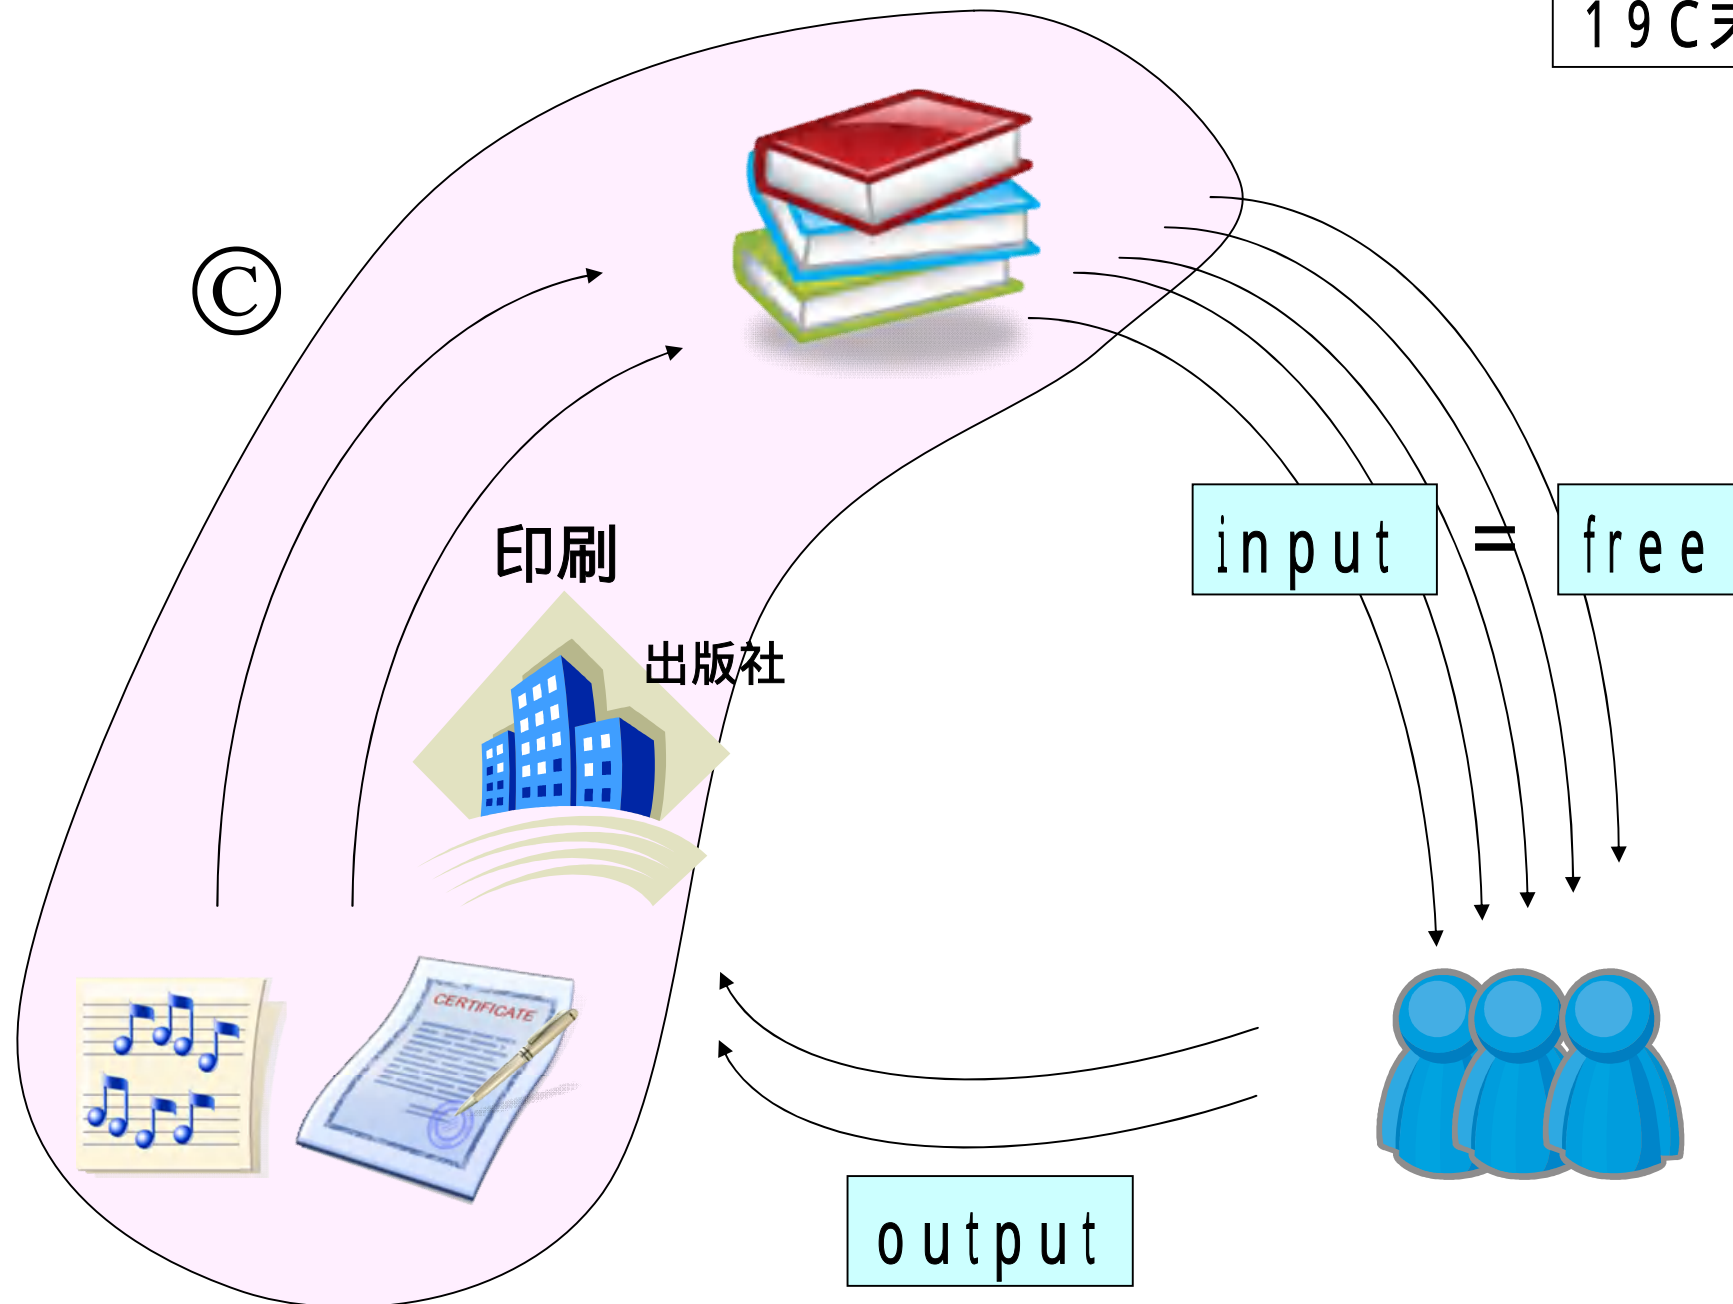 19C
©
印刷
出版社
input = free
CERTIFICATE
output